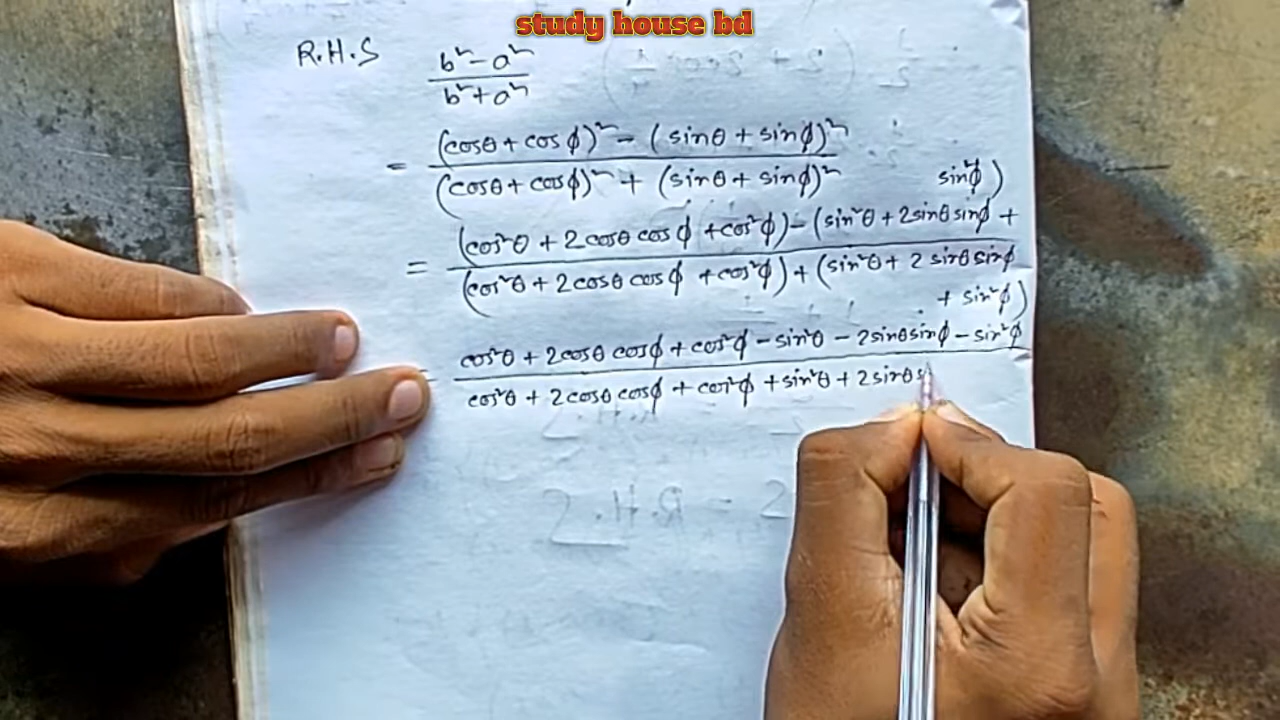 study house bd
R.H.S b² - a² / b² + a²
= (cosθ + cosϕ)² - (sinθ + sinϕ)² / (cosθ + cosϕ)² + (sinθ + sinϕ)²
= (cos²θ + 2cosθ cosϕ + cos²ϕ) - (sin²θ + 2sinθ sinϕ + sin²ϕ) / (cos²θ + 2cosθ cosϕ + cos²ϕ) + (sin²θ + 2 sinθ sinϕ + sin²ϕ)
= cos²θ + 2cosθ cosϕ + cos²ϕ - sin²θ - 2sinθ sinϕ - sin²ϕ / cos²θ + 2cosθ cosϕ + cos²ϕ + sin²θ + 2sinθ s